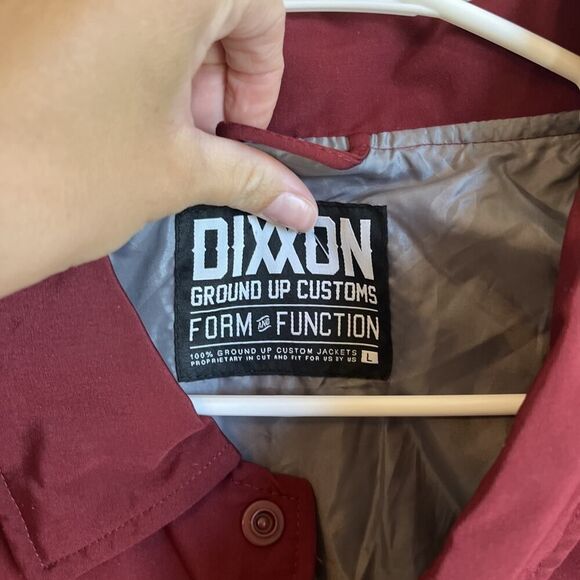 DIXXON
GROUND UP CUSTOMS
FORM AND FUNCTION
100% GROUND UP CUSTOM JACKETS
PROPRIETARY IN CUT AND FIT FOR US BY US
L